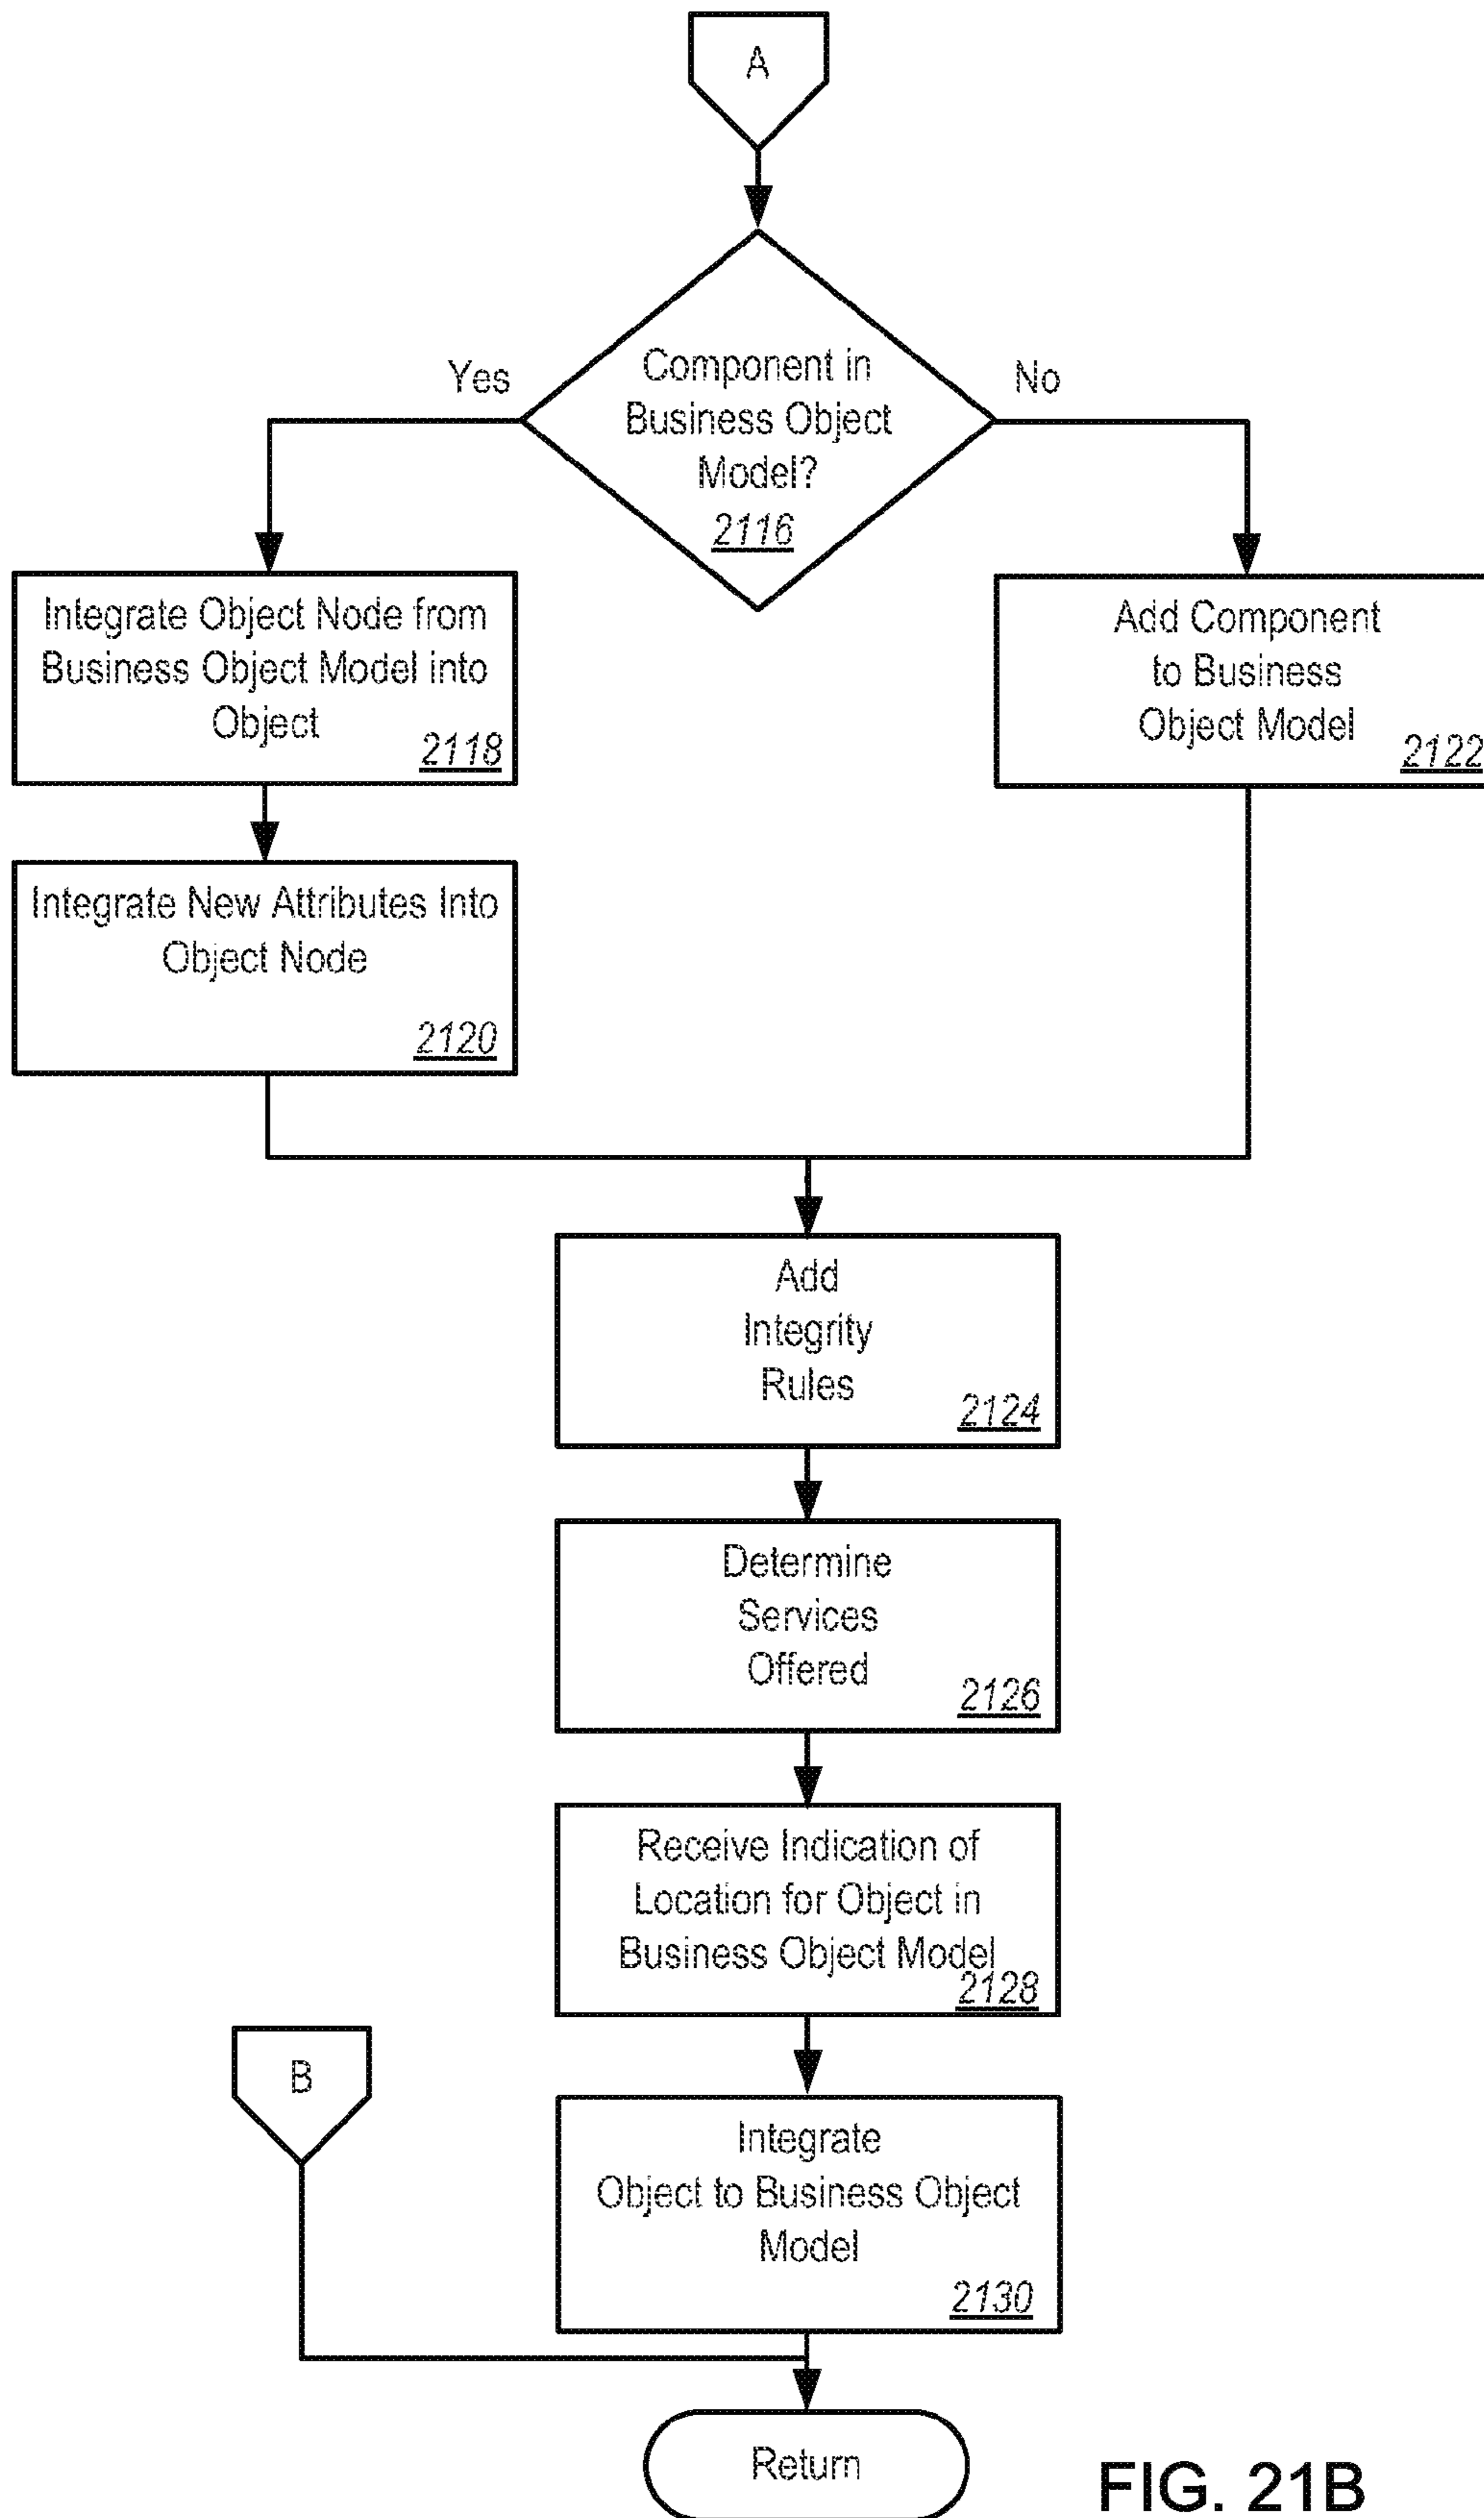 A
Yes
Component in
Business Object
Model?
2116
No
Integrate Object Node from
Business Object Model into
Object
2118
Add Component
to Business
Object Model
2122
Integrate New Attributes Into
Object Node
2120
Add
Integrity
Rules
2124
Determine
Services
Offered
2126
Receive Indication of
Location for Object in
Business Object Model
2128
B
Integrate
Object to Business Object
Model
2130
Return
FIG. 21B